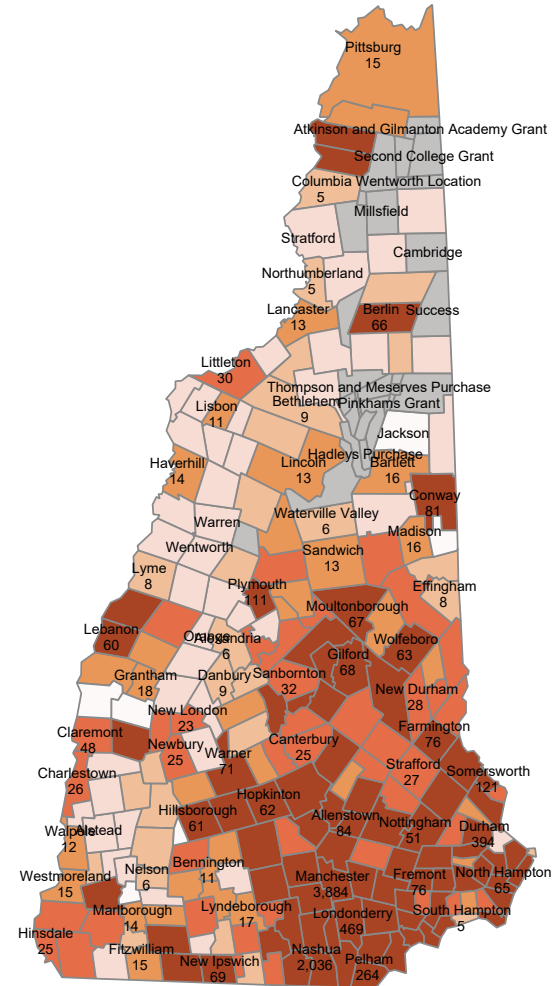 Pittsburg
15
Atkinson and Gilmanton Academy Grant
Second College Grant
Columbia
5
Wentworth Location
Millsfield
Stratford
Cambridge
Northumberland
5
Lancaster
13
Berlin
66
Success
Littleton
30
Thompson and Meserves Purchase
Bethlehem
9
Pinkhams Grant
Lisbon
11
Jackson
Hadleys Purchase
Haverhill
14
Lincoln
13
Bartlett
16
Conway
81
Waterville Valley
6
Warren
Madison
16
Wentworth
Sandwich
13
Lyme
8
Plymouth
111
Effingham
8
Moultonborough
67
Lebanon
60
Orange
Alexandria
6
Wolfeboro
63
Gilford
68
Grantham
18
Danbury
9
Sanbornton
32
New Durham
28
New London
23
Claremont
48
Newbury
25
Warner
71
Canterbury
25
Farmington
76
Charlestown
26
Strafford
27
Somersworth
121
Hopkinton
62
Hillsborough
61
Allenstown
84
Nottingham
51
Durham
394
Walpole
12
Alstead
Westmoreland
15
Nelson
6
Bennington
11
Manchester
3,884
Fremont
76
North Hampton
65
Marlborough
14
Lyndeborough
17
Londonderry
469
South Hampton
5
Hinsdale
25
Fitzwilliam
15
New Ipswich
69
Nashua
2,036
Pelham
264